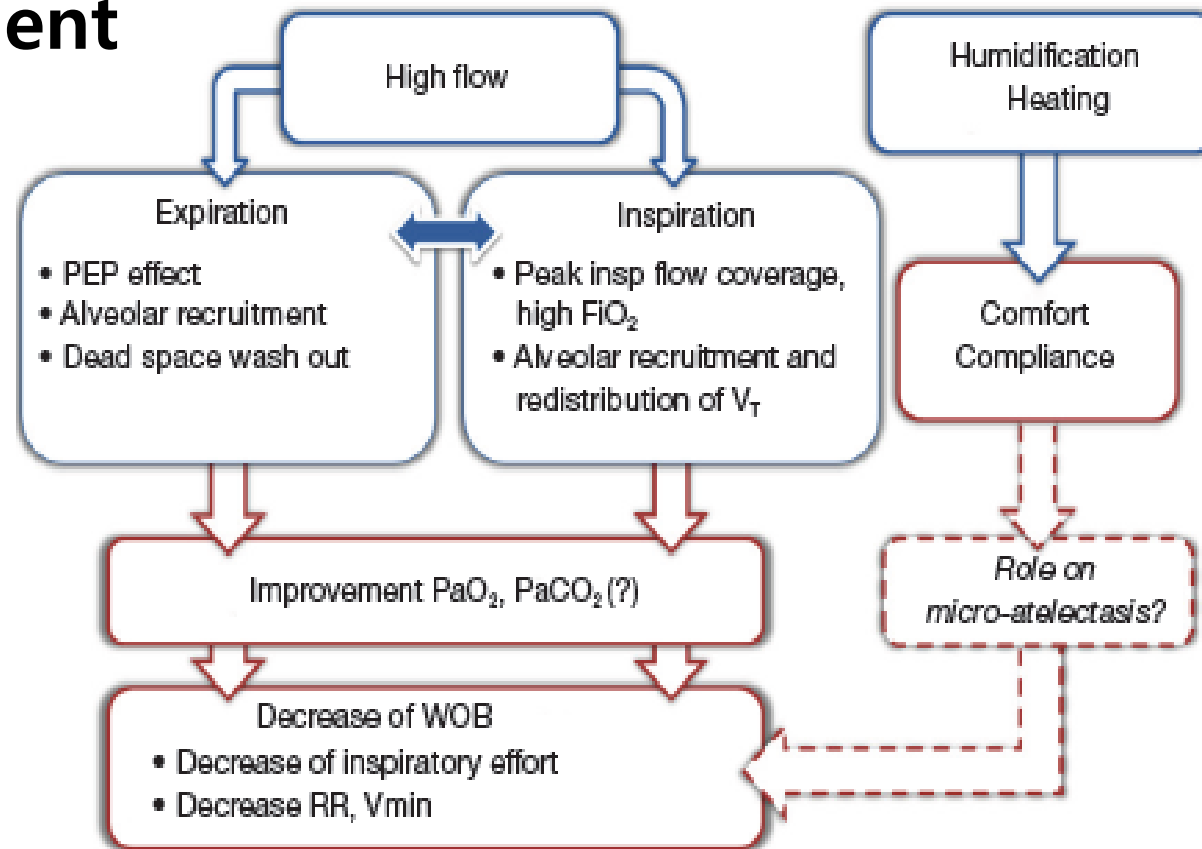 ent
High flow
Humidification
Heating
Expiration
• PEP effect
• Alveolar recruitment
• Dead space wash out
Inspiration
• Peak insp flow coverage,
high FiO₂
• Alveolar recruitment and
redistribution of V_T
Comfort
Compliance
Improvement PaO₂, PaCO₂ (?)
Role on
micro-atelectasis?
Decrease of WOB
• Decrease of inspiratory effort
• Decrease RR, Vmin